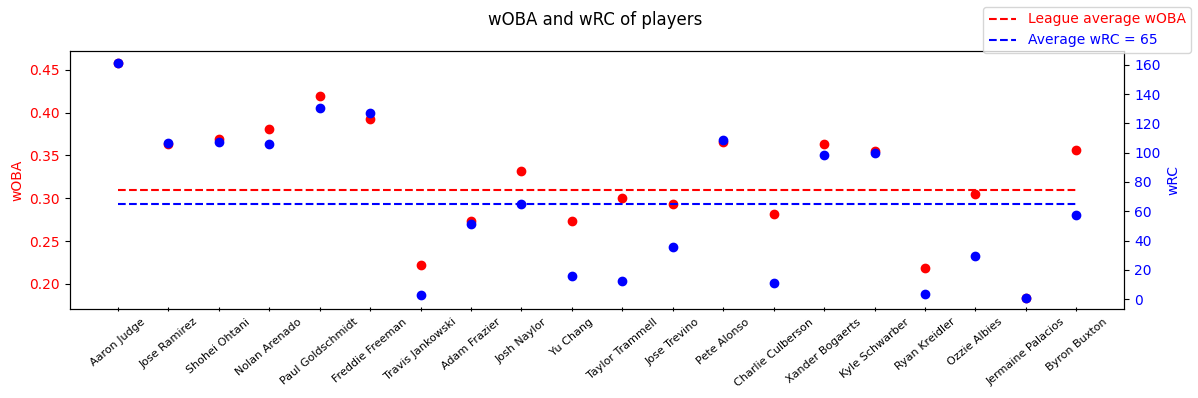 wOBA and wRC of players
League average wOBA
Average wRC = 65
wOBA
0.45
0.40
0.35
0.30
0.25
0.20
wRC
160
140
120
100
80
60
40
20
0
Aaron Judge
Jose Ramirez
Shohei Ohtani
Nolan Arenado
Paul Goldschmidt
Freddie Freeman
Travis Jankowski
Adam Frazier
Josh Naylor
Yu Chang
Taylor Trammell
Jose Trevino
Pete Alonso
Charlie Culberson
Xander Bogaerts
Kyle Schwarber
Ryan Kreidler
Ozzie Albies
Jermaine Palacios
Byron Buxton